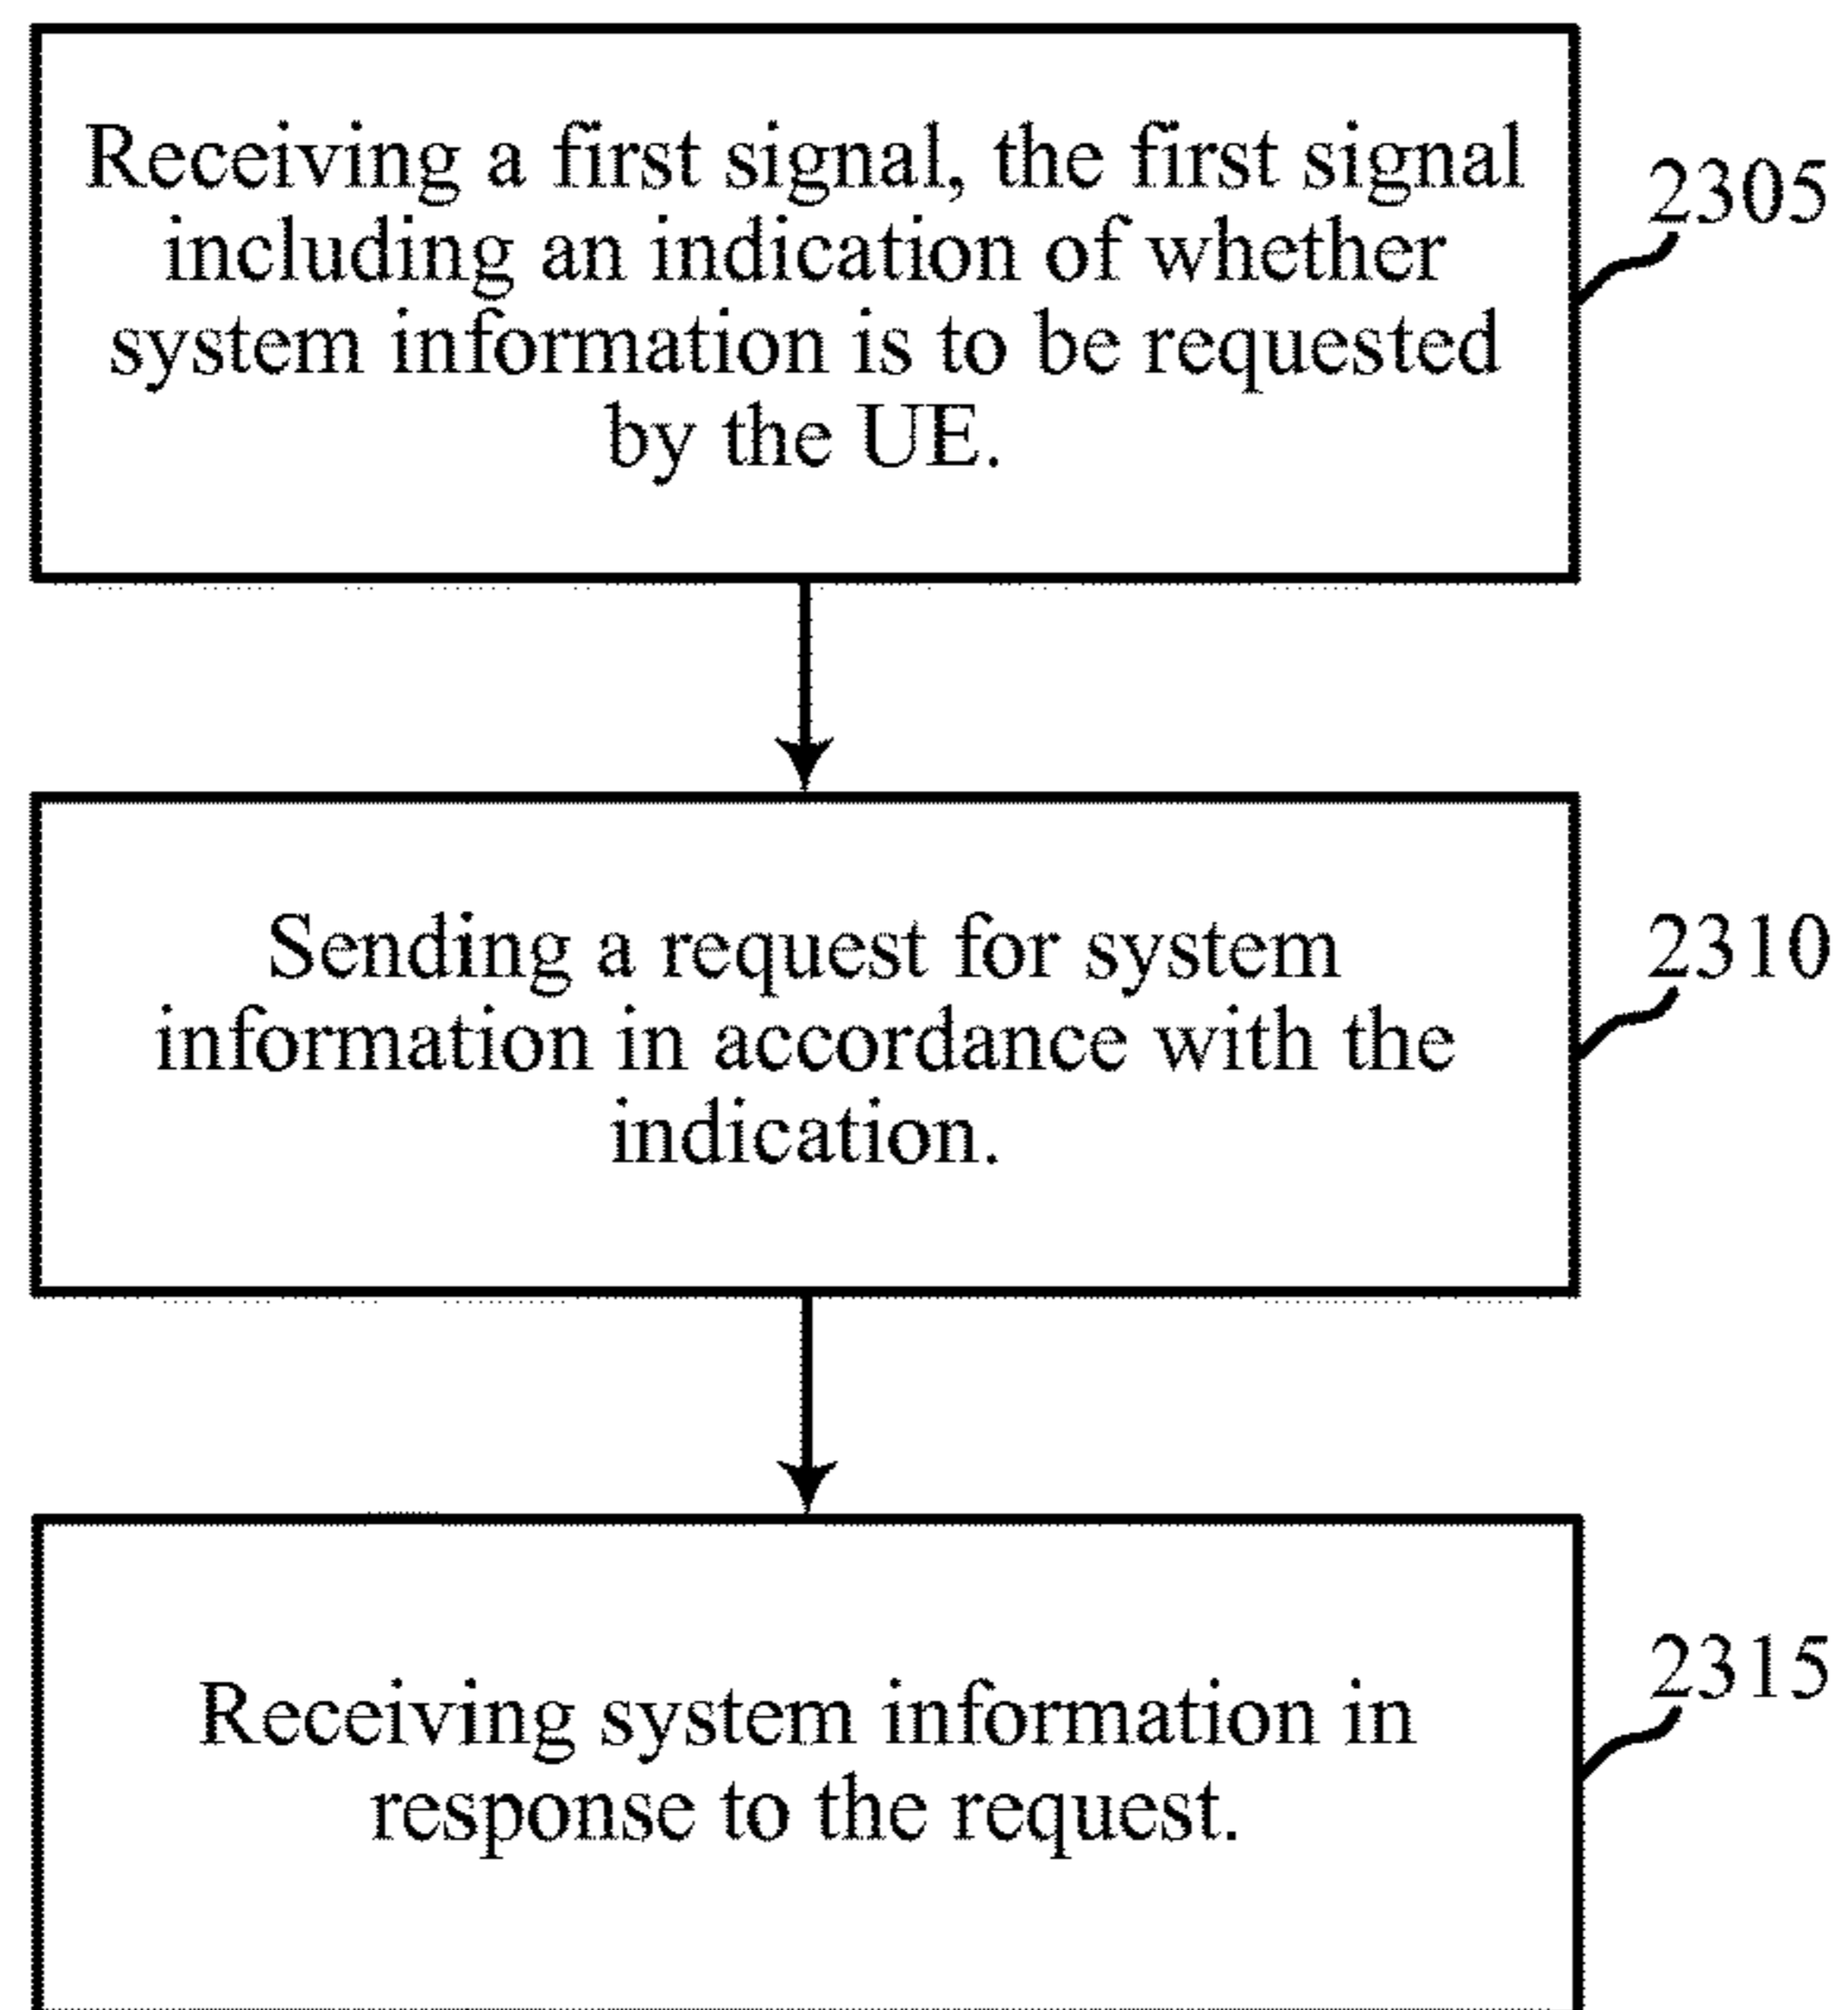 Receiving a first signal, the first signal
including an indication of whether
system information is to be requested
by the UE.
2305
Sending a request for system
information in accordance with the
indication.
2310
Receiving system information in
response to the request.
2315